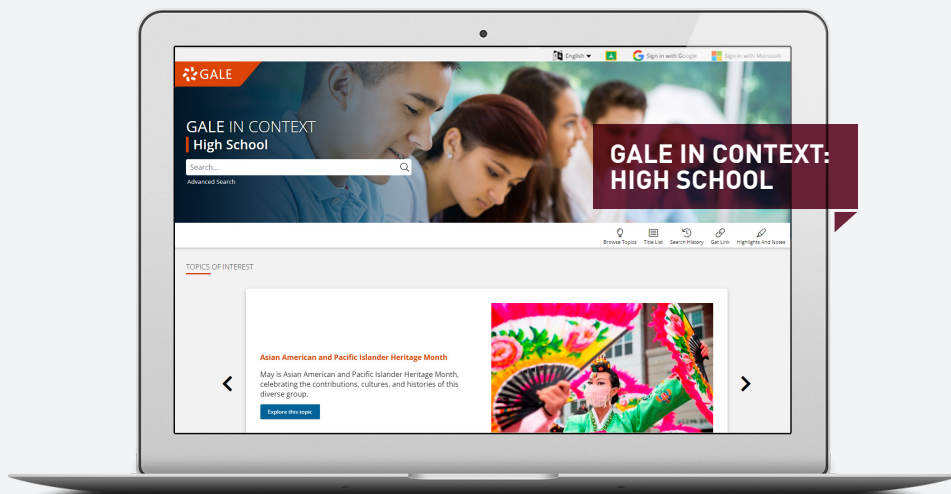 English
Sign in with Google
Sign in with Microsoft
GALE
GALE IN CONTEXT
High School
Search...
Advanced Search
GALE IN CONTEXT:
HIGH SCHOOL
Browse Topics
Title List
Search History
Get Link
Highlights And Notes
TOPICS OF INTEREST
Asian American and Pacific Islander Heritage Month
May is Asian American and Pacific Islander Heritage Month,
celebrating the contributions, cultures, and histories of this
diverse group.
Explore this topic